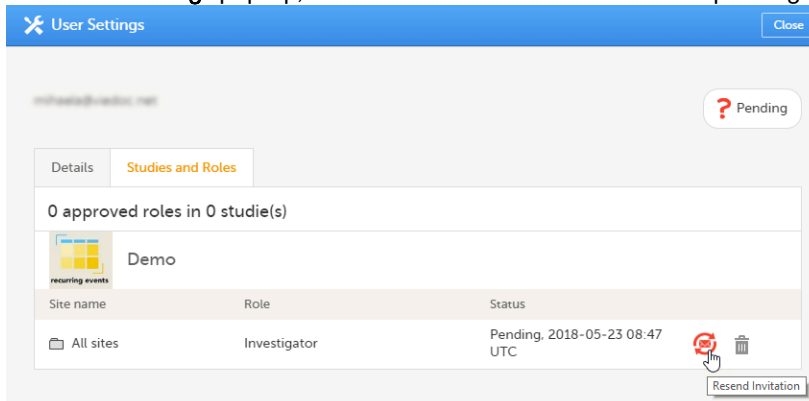 User Settings
Close
Pending
Details
Studies and Roles
0 approved roles in 0 studie(s)
recurring events
Demo
Site name
Role
Status
All sites
Investigator
Pending, 2018-05-23 08:47
UTC
Resend Invitation